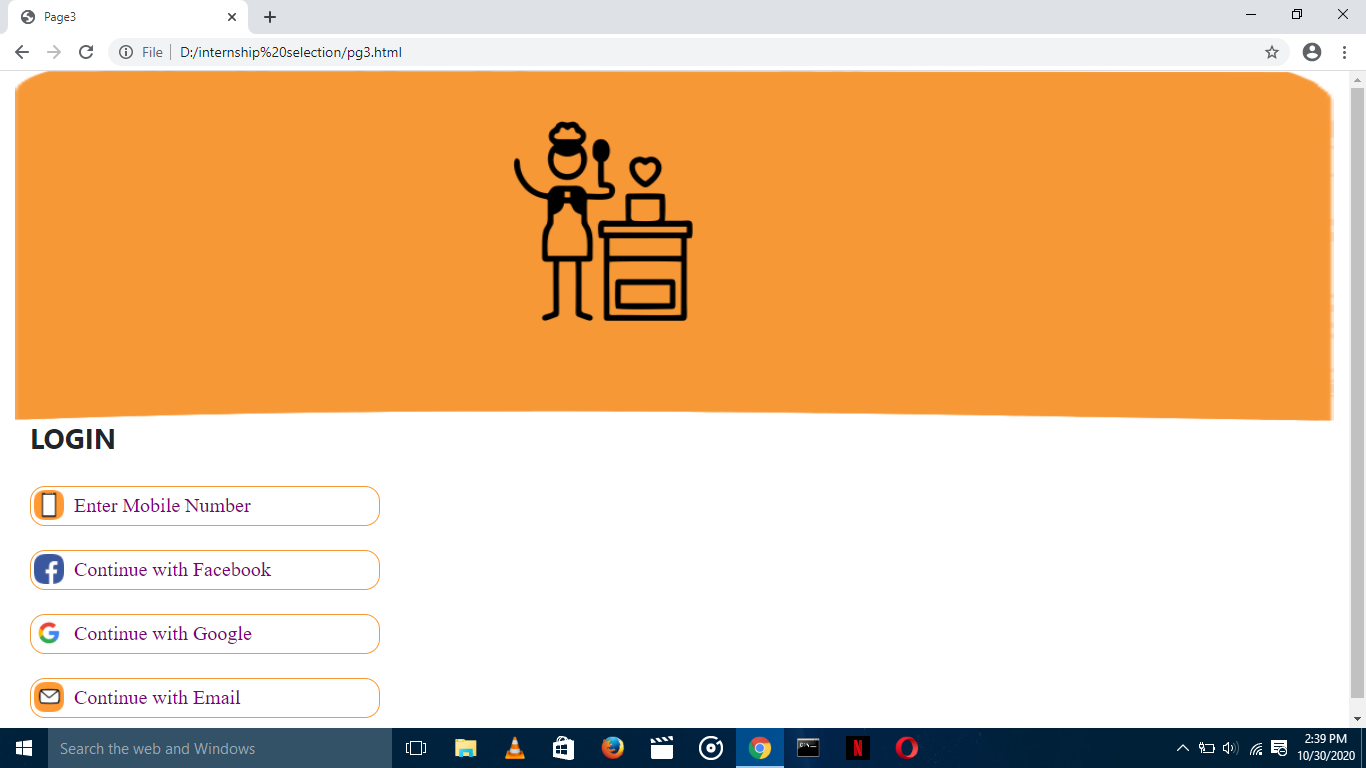 Page3
File D:/internship%20selection/pg3.html
LOGIN
Enter Mobile Number
Continue with Facebook
Continue with Google
Continue with Email
Search the web and Windows
2:39 PM
10/30/2020